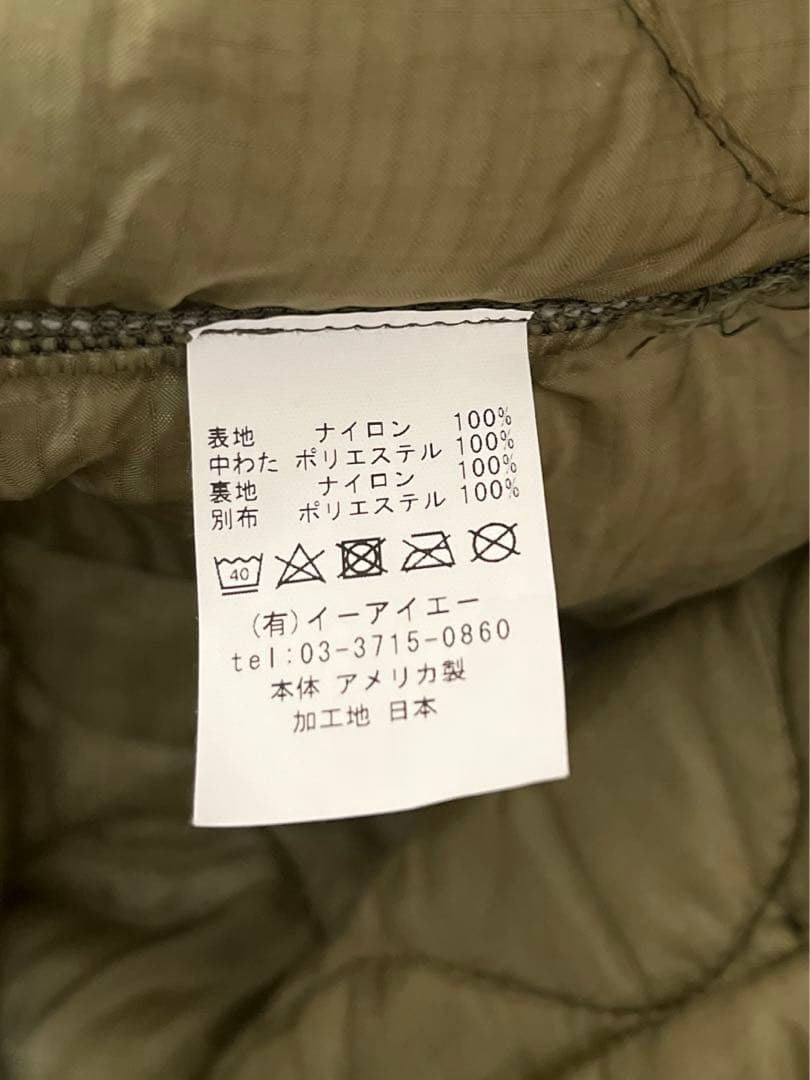 表地 ナイロン 100%
中わた ポリエステル 100%
裏地 ナイロン 100%
別布 ポリエステル 100%
40
(有)イーアイエー
tel:03-3715-0860
本体 アメリカ製
加工地 日本